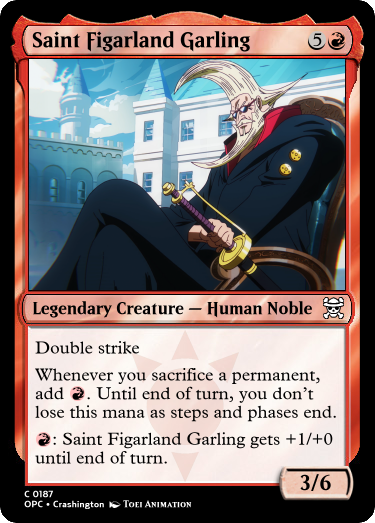 Saint Figarland Garling 5
Legendary Creature — Human Noble
Double strike
Whenever you sacrifice a permanent,
add . Until end of turn, you don't
lose this mana as steps and phases end.
: Saint Figarland Garling gets +1/+0
until end of turn.
3/6
C 0187
OPC • Crashington Toei Animation